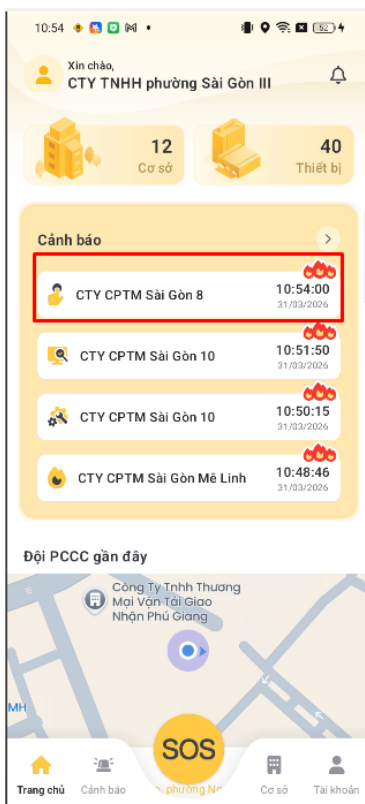 10:54
52
Xin chào,
CTY TNHH phường Sài Gòn III
12
Cơ sở
40
Thiết bị
Cảnh báo
CTY CPTM Sài Gòn 8
10:54:00
31/03/2026
CTY CPTM Sài Gòn 10
10:51:50
31/03/2026
CTY CPTM Sài Gòn 10
10:50:15
31/03/2026
CTY CPTM Sài Gòn Mê Linh
10:48:46
31/03/2026
Đội PCCC gần đây
Công Ty Tnhh Thương
Mại Vận Tải Giao
Nhận Phú Giang
MH
SOS
phường
Trang chủ
Cảnh báo
Cơ sở
Tài khoản